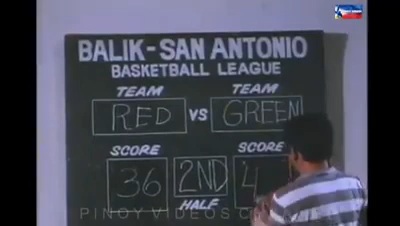 BALIK-SAN ANTONIO
BASKETBALL LEAGUE
TEAM TEAM
RED VS GREEN
SCORE SCORE
36 2ND 4
HALF
PINOY VIDEOS